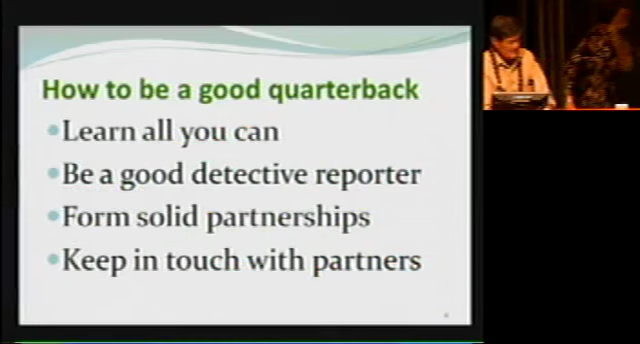 How to be a good quarterback
Learn all you can
Be a good detective reporter
Form solid partnerships
Keep in touch with partners